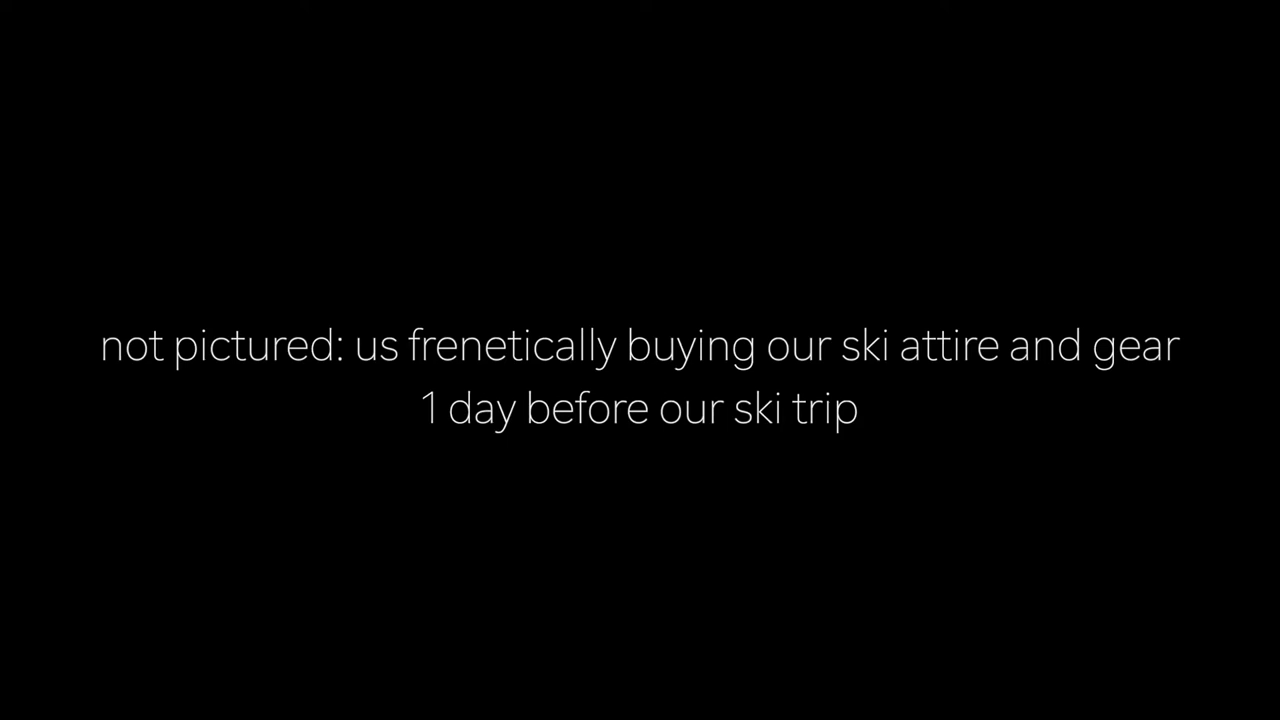 not pictured: us frenetically buying our ski attire and gear
1 day before our ski trip